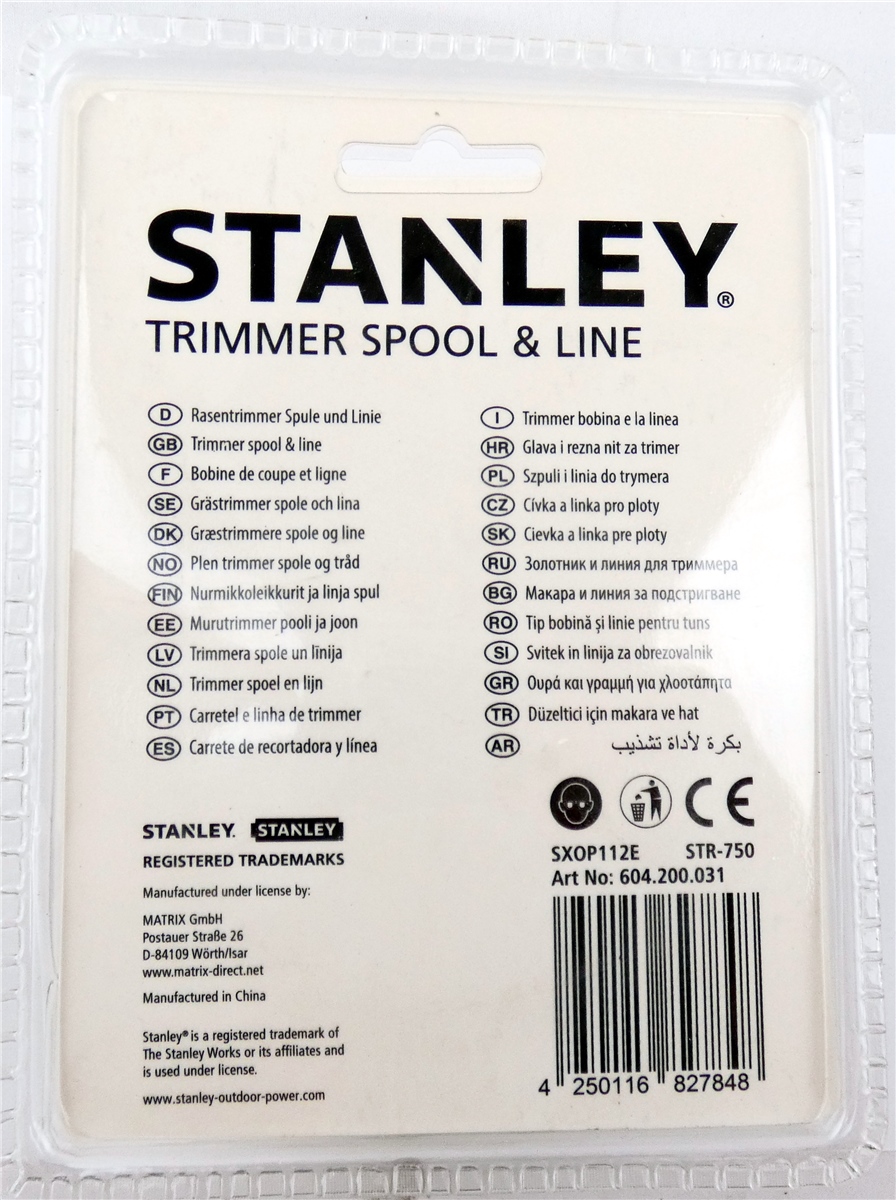 STANLEY®
TRIMMER SPOOL & LINE
D Rasentrimmer Spule und Linie
GB Trimmer spool & line
F Bobine de coupe et ligne
SE Grästrimmer spole och lina
DK Græstrimmere spole og line
NO Plen trimmer spole og tråd
FIN Nurmikkoleikkurit ja linja spul
EE Murutrimmer pooli ja joon
LV Trimmera spole un līnija
NL Trimmer spoel en lijn
PT Carretel e linha de trimmer
ES Carrete de recortadora y línea
I Trimmer bobina e la linea
HR Glava i rezna nit za trimer
PL Szpuli i linia do trymera
CZ Cívka a linka pro ploty
SK Cievka a linka pre ploty
RU Золотник и линия для триммера
BG Макара и линия за подстригване
RO Tip bobină și linie pentru tuns
SI Svitek in linija za obrezovalnik
GR Ουρά και γραμμή για χλοοτάπητα
TR Düzeltici için makara ve hat
AR بكرة لأداة تشذيب
STANLEY. STANLEY
REGISTERED TRADEMARKS
Manufactured under license by:
MATRIX GmbH
Postauer Straße 26
D-84109 Wörth/Isar
www.matrix-direct.net
Manufactured in China
Stanley® is a registered trademark of
The Stanley Works or its affiliates and
is used under license.
www.stanley-outdoor-power.com
CE
SXOP112E STR-750
Art No: 604.200.031
4 250116 827848